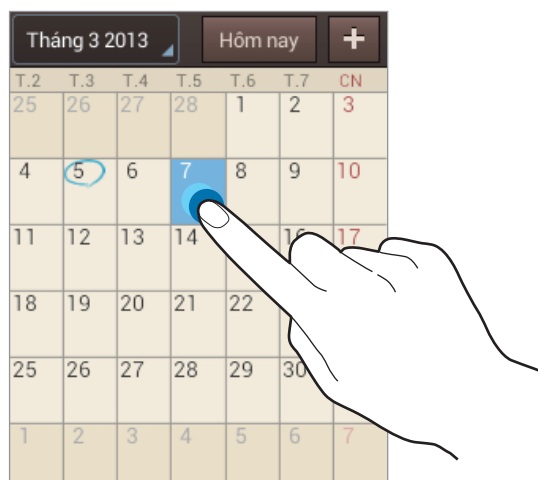 Tháng 3 2013 Hôm nay +
T.2 T.3 T.4 T.5 T.6 T.7 CN
25 26 27 28 1 2 3
4 5 6 7 8 9 10
11 12 13 14 16 17
18 19 20 21 22
25 26 27 28 29 30
1 2 3 4 5 6 7